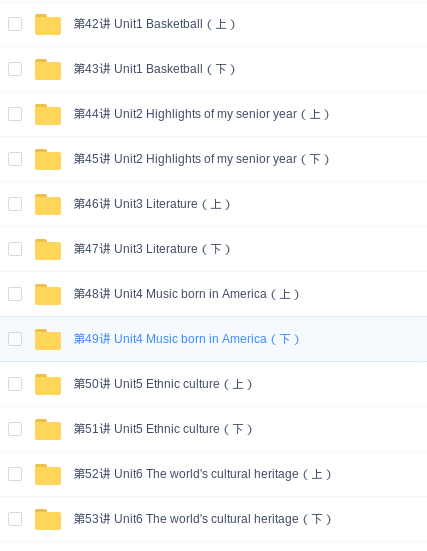 第42讲 Unit1 Basketball（上）
第43讲 Unit1 Basketball（下）
第44讲 Unit2 Highlights of my senior year（上）
第45讲 Unit2 Highlights of my senior year（下）
第46讲 Unit3 Literature（上）
第47讲 Unit3 Literature（下）
第48讲 Unit4 Music born in America（上）
第49讲 Unit4 Music born in America（下）
第50讲 Unit5 Ethnic culture（上）
第51讲 Unit5 Ethnic culture（下）
第52讲 Unit6 The world's cultural heritage（上）
第53讲 Unit6 The world's cultural heritage（下）